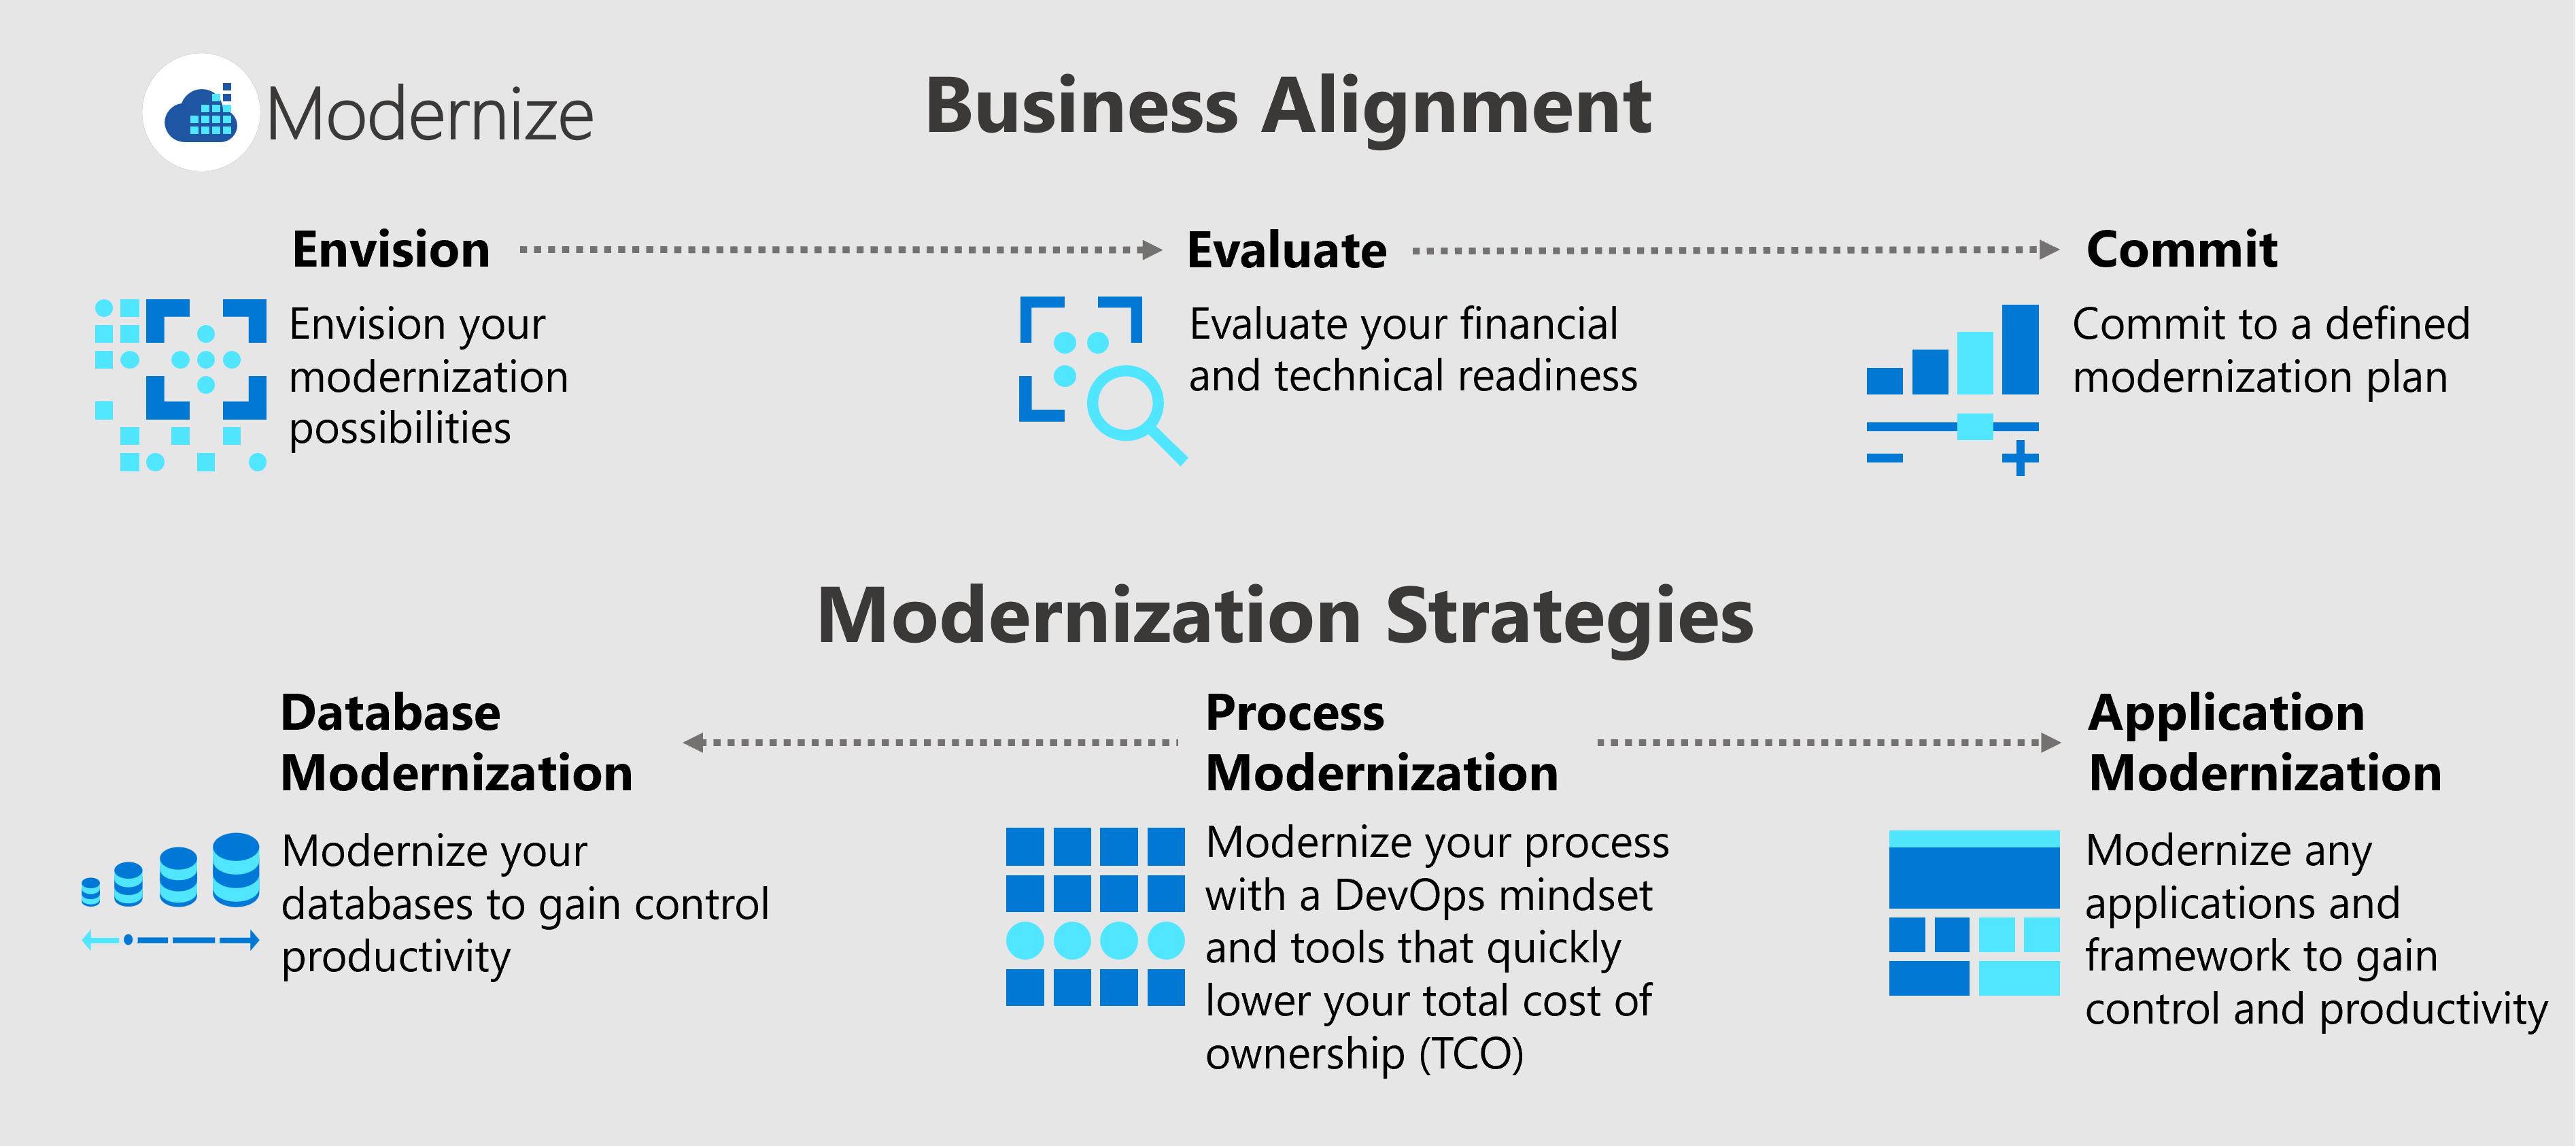 Modernize
Business Alignment
Envision
Envision your
modernization
possibilities
Evaluate
Evaluate your financial
and technical readiness
Commit
Commit to a defined
modernization plan
Modernization Strategies
Database
Modernization
Modernize your
databases to gain control
productivity
Process
Modernization
Modernize your process
with a DevOps mindset
and tools that quickly
lower your total cost of
ownership (TCO)
Application
Modernization
Modernize any
applications and
framework to gain
control and productivity